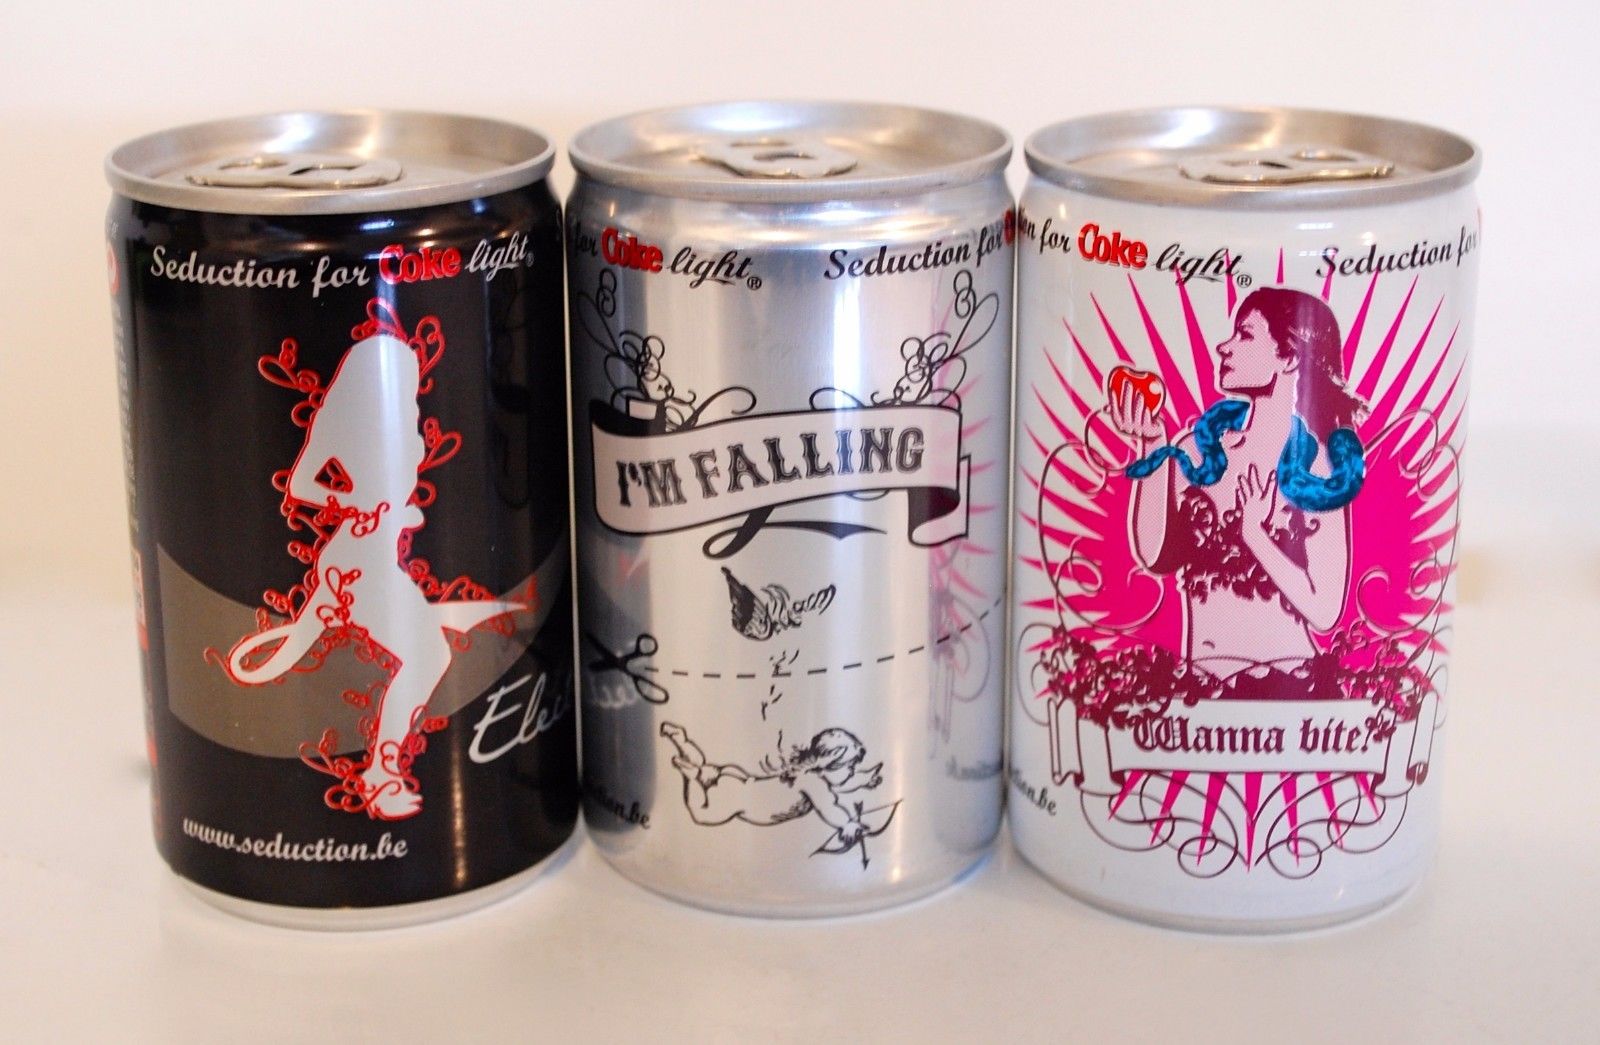 Seduction for Coke light®
www.seduction.be
for Coke light® Seduction for
I'M FALLING
for Coke light® Seduction for
Wanna bite?